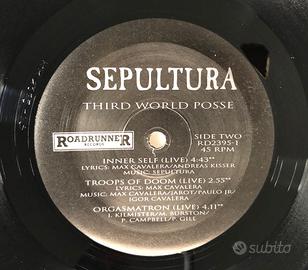 SEPULTURA
THIRD WORLD POSSE
ROADRUNNER
RECORDS
SIDE TWO
RD2395-1
45 RPM
INNER SELF (LIVE) 4:43"
LYRICS: MAX CAVALERA/ANDREAS KISSER
MUSIC: SEPULTURA
TROOPS OF DOOM (LIVE) 2.55"
LYRICS: MAX CAVALERA
MUSIC: MAX CAVALERA/JAROT/PAULO JR/
IGOR CAVALERA
ORGASMATRON (LIVE) 4.11"
I. KILMISTER/M. BURSTON/
P. CAMPBELL/P. GILL
subito